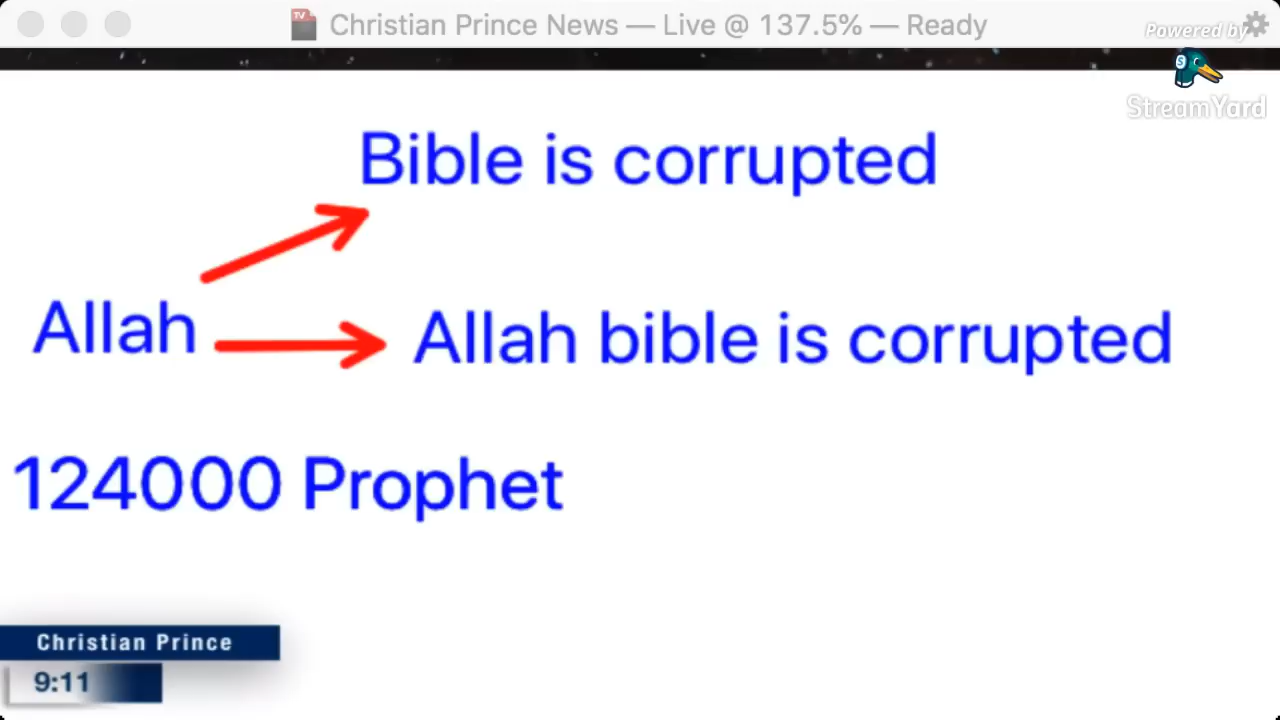 Christian Prince News — Live @ 137.5% — Ready
Powered by
StreamYard
Bible is corrupted
Allah
Allah bible is corrupted
124000 Prophet
Christian Prince
9:11